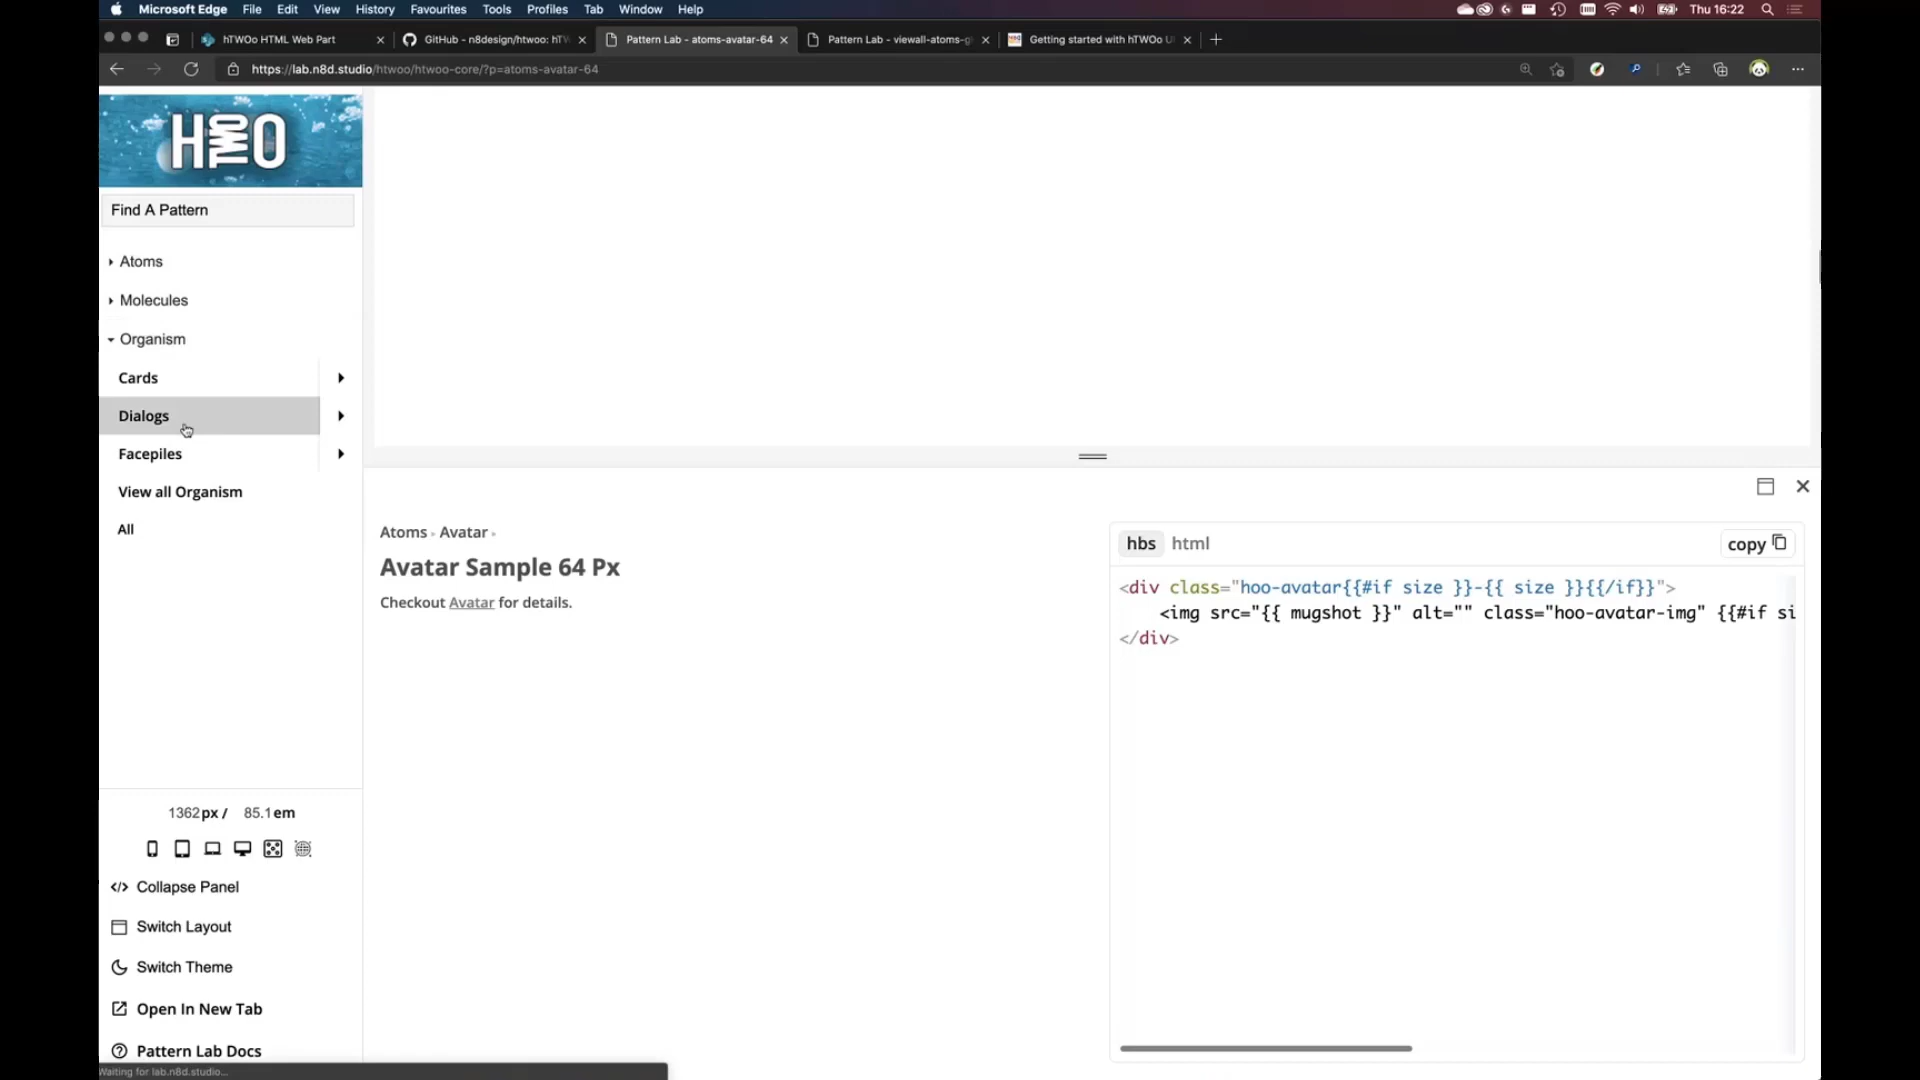 Microsoft Edge File Edit View History Favourites Tools Profiles Tab Window Help Thu 16:22
hTWOo HTML Web Part GitHub - n8design/htwoo: hTW Pattern Lab - atoms-avatar-64 Pattern Lab - viewall-atoms-g Getting started with hTWOo U
https://lab.n8d.studio/htwoo/htwoo-core/?p=atoms-avatar-64
HTWOO
Find A Pattern
Atoms
Molecules
Organism
Cards
Dialogs
Facepiles
View all Organism
All
Atoms Avatar
Avatar Sample 64 Px
Checkout Avatar for details.
hbs html copy
<div class="hoo-avatar{{#if size }}-{{ size }}{{/if}}">
<img src="{{ mugshot }}" alt="" class="hoo-avatar-img" {{#if si
</div>
1362px / 85.1em
</> Collapse Panel
Switch Layout
Switch Theme
Open In New Tab
Pattern Lab Docs
Waiting for lab.n8d.studio...